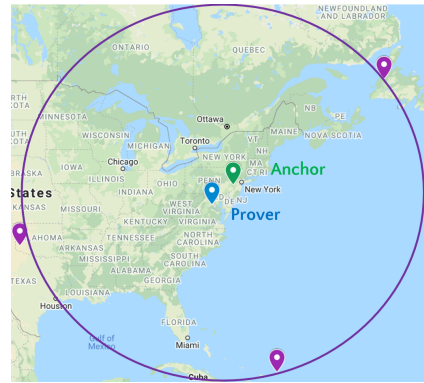 NEWFOUNDLAND
AND LABRADOR
ONTARIO
QUEBEC
NB
PE
MINNESOTA
Ottawa
MAINE
NOVA SCOTIA
WISCONSIN
Toronto
VT
NH
MICHIGAN
NEW YORK
MA
Chicago
CT RI
Anchor
IOWA
PENN
BRASKA
ILLINOIS
OHIO
New York
States
INDIANA
DE NJ
KANSAS
MISSOURI
WEST
VIRGINIA
Prover
KENTUCKY
VIRGINIA
AHOMA
TENNESSEE
NORTH
CAROLINA
ARKANSAS
MISSISSIPPI
SOUTH
CAROLINA
TEXAS
ALABAMA
GEORGIA
LOUISIANA
Houston
FLORIDA
Gulf of
Mexico
Miami
Cuba